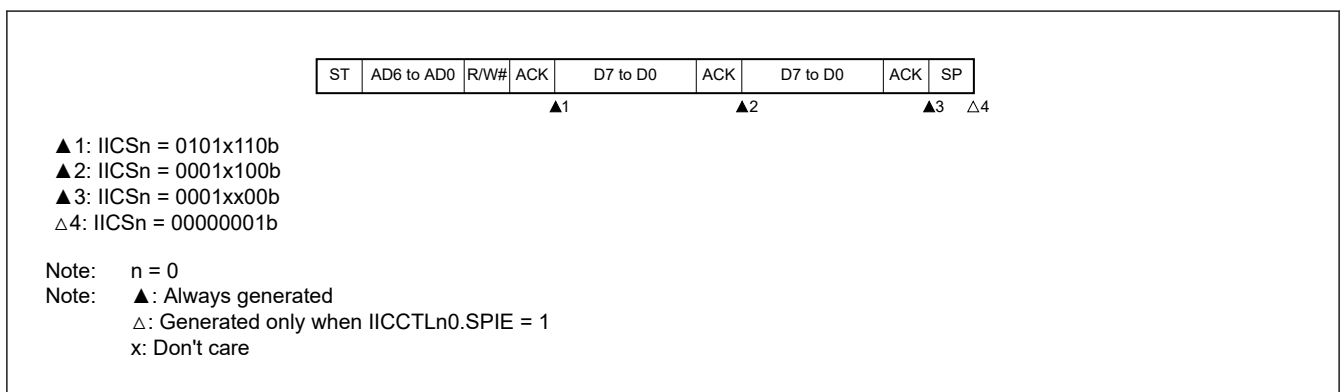 ST AD6 to AD0 R/W# ACK D7 to D0 ACK D7 to D0 ACK SP
▲1 ▲2 ▲3 △4
▲1: IICSn = 0101x110b
▲2: IICSn = 0001x100b
▲3: IICSn = 0001xx00b
△4: IICSn = 00000001b
Note: n = 0
Note: ▲: Always generated
△: Generated only when IICCTLn0.SPIE = 1
x: Don't care